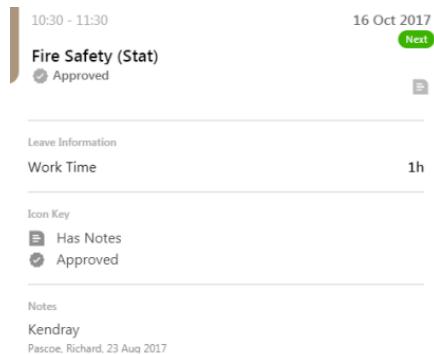 10:30 - 11:30 16 Oct 2017
Next
Fire Safety (Stat)
Approved
Leave Information
Work Time 1h
Icon Key
Has Notes
Approved
Notes
Kendray
Pascoe, Richard, 23 Aug 2017